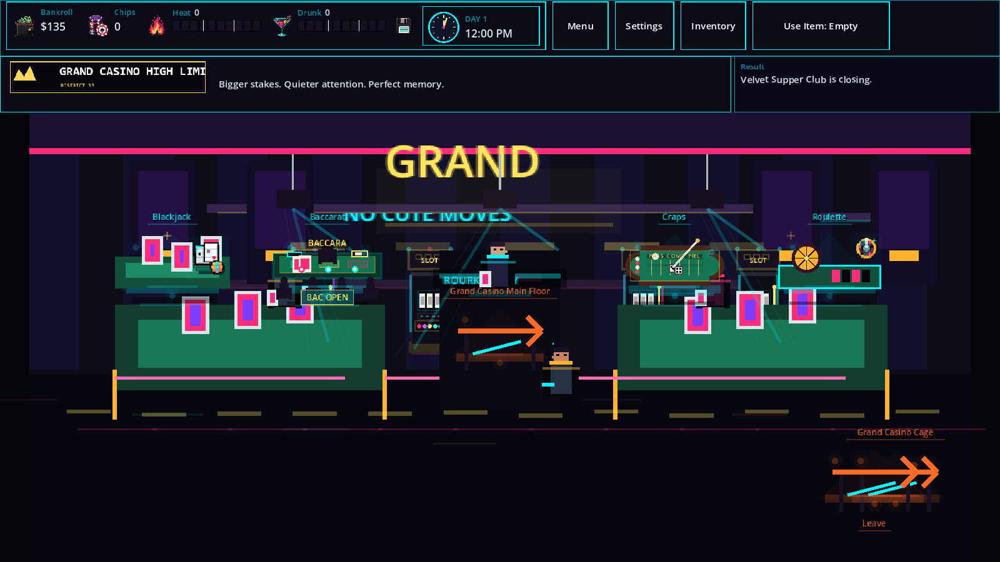 Bankroll
$135
Chips
0
Heat 0
Drunk 0
DAY 1
12:00 PM
Menu
Settings
Inventory
Use Item: Empty
GRAND CASINO HIGH LIMI
DISTRICT 13
Bigger stakes. Quieter attention. Perfect memory.
Result
Velvet Supper Club is closing.
GRAND
NO CUTE MOVES
Blackjack
Baccarat
Craps
Roulette
BACCARA
SLOT
PASS COME FIEL
SLOT
ROURK
Grand Casino Main Floor
BAC OPEN
Grand Casino Cage
Leave